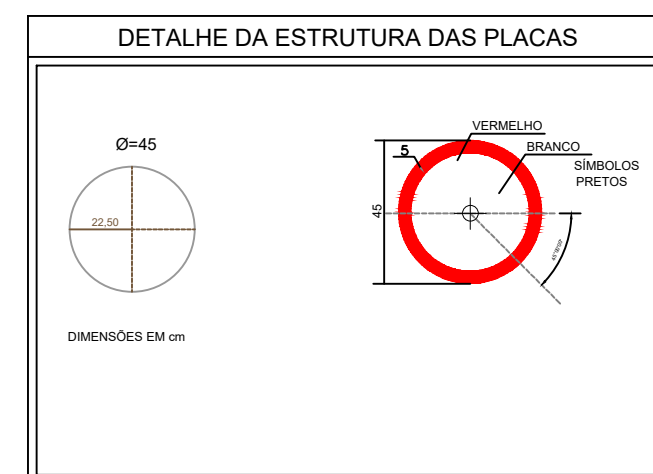 DETALHE DA ESTRUTURA DAS PLACAS
Ø=45
22,50
DIMENSÕES EM cm
VERMELHO
BRANCO
SÍMBOLOS
PRETOS
5
45